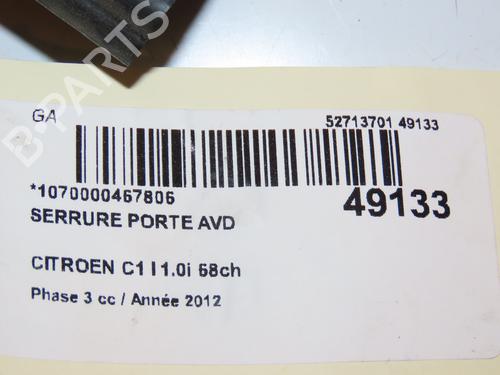 B-PARTS
GA
52713701 49133
*1070000467806
49133
SERRURE PORTE AVD
CITROEN C1 I 1.0i 68ch
Phase 3 cc / Année 2012